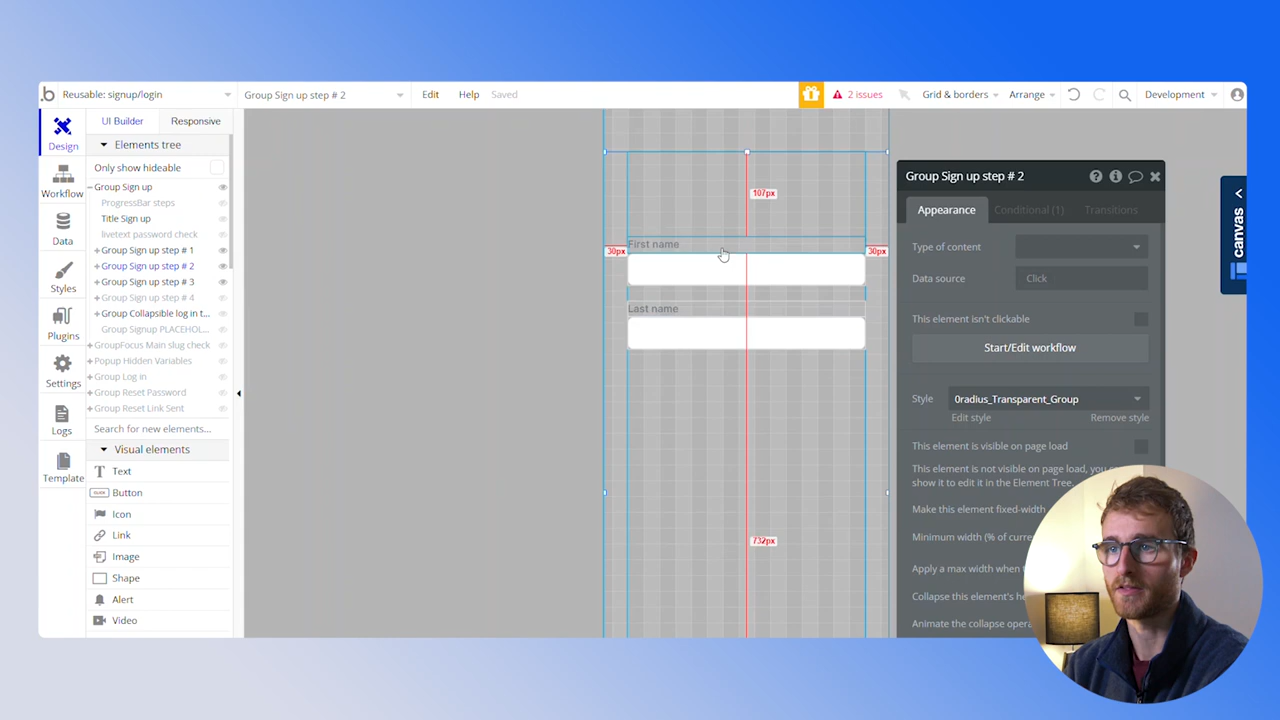 Reusable: signup/login
Group Sign up step # 2
Edit
Help
Saved
2 issues
Grid & borders
Arrange
Development
Design
Workflow
Data
Styles
Plugins
Settings
Logs
Template
UI Builder
Responsive
Elements tree
Only show hideable
Group Sign up
ProgressBar steps
Title Sign up
livetext password check
Group Sign up step # 1
Group Sign up step # 2
Group Sign up step # 3
Group Sign up step # 4
Group Collapsible log in t...
Group Signup PLACEHOL...
GroupFocus Main slug check
Popup Hidden Variables
Group Log in
Group Reset Password
Group Reset Link Sent
Search for new elements...
Visual elements
Text
CLICK
Button
Icon
Link
Image
Shape
Alert
Video
107px
30px
30px
First name
Last name
732px
Group Sign up step # 2
Appearance
Conditional (1)
Transitions
Type of content
Data source
Click
This element isn't clickable
Start/Edit workflow
Style
0radius_Transparent_Group
Edit style
Remove style
This element is visible on page load
This element is not visible on page load, you c
show it to edit it in the Element Tree.
Make this element fixed-width
Minimum width (% of curre
Apply a max width when t
Collapse this element's he
Animate the collapse opera
canvas